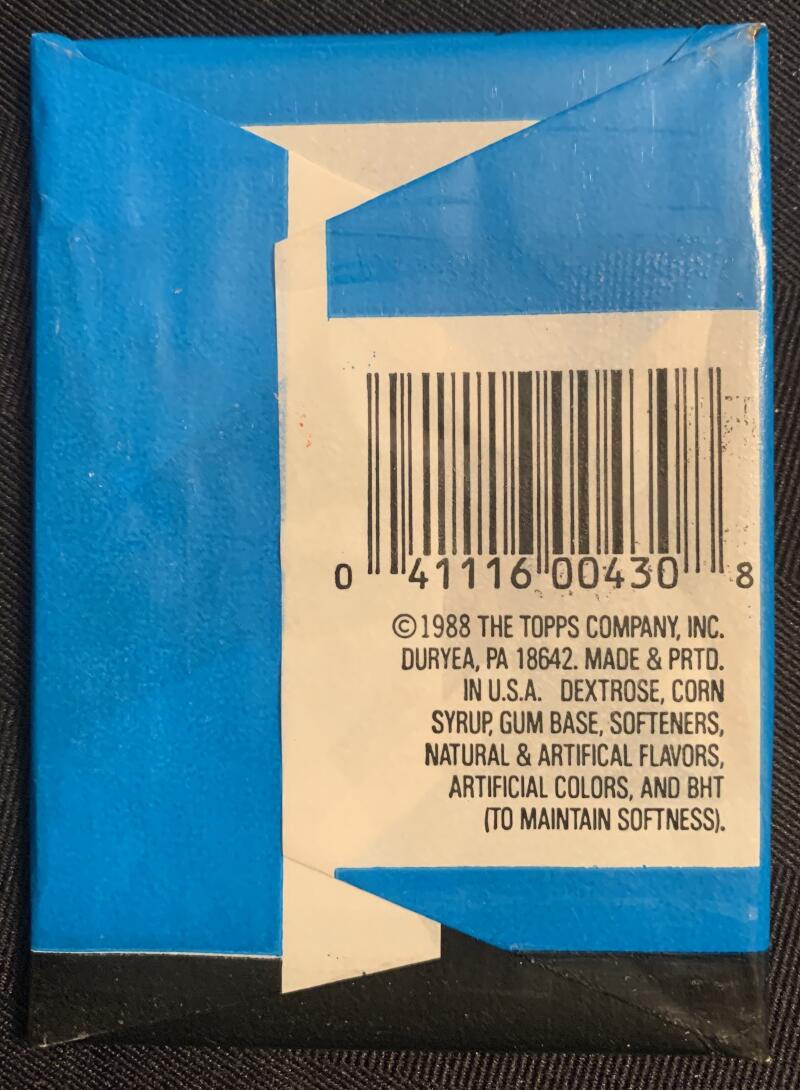 0 41116 00430 8
©1988 THE TOPPS COMPANY, INC.
DURYEA, PA 18642. MADE & PRTD.
IN U.S.A. DEXTROSE, CORN
SYRUP, GUM BASE, SOFTENERS,
NATURAL & ARTIFICAL FLAVORS,
ARTIFICIAL COLORS, AND BHT
(TO MAINTAIN SOFTNESS).